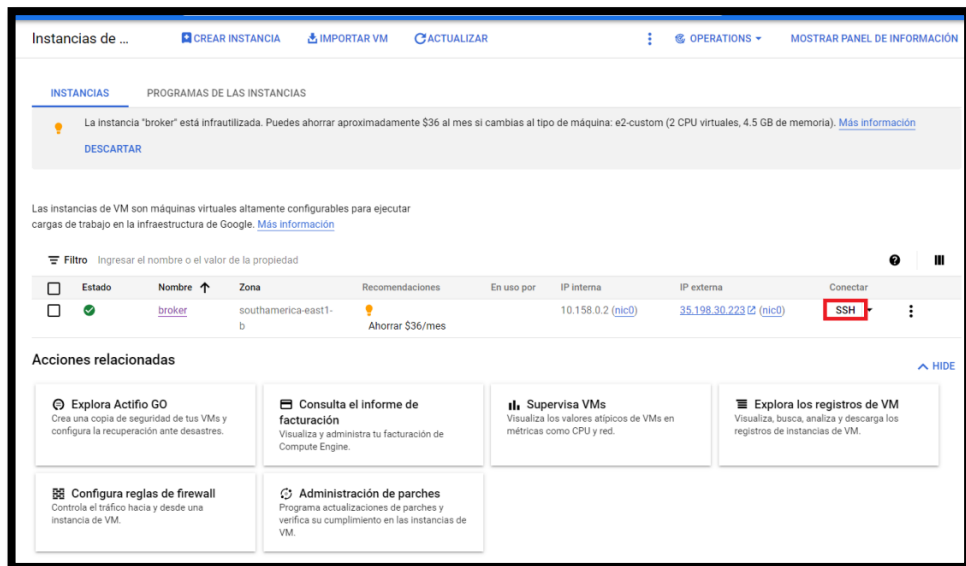 Instancias de ... CREAR INSTANCIA IMPORTAR VM ACTUALIZAR OPERATIONS MOSTRAR PANEL DE INFORMACIÓN
INSTANCIAS PROGRAMAS DE LAS INSTANCIAS
La instancia "broker" está infrautilizada. Puedes ahorrar aproximadamente $36 al mes si cambias al tipo de máquina: e2-custom (2 CPU virtuales, 4.5 GB de memoria). Más información
DESCARTAR
Las instancias de VM son máquinas virtuales altamente configurables para ejecutar
cargas de trabajo en la infraestructura de Google. Más información
Filtro Ingresar el nombre o el valor de la propiedad
Estado Nombre Zona Recomendaciones En uso por IP interna IP externa Conectar
broker southamerica-east1- 10.158.0.2 (nic0) 35.198.30.223 (nic0) SSH
b Ahorrar $36/mes
Acciones relacionadas
HIDE
Explora Actifio GO
Crea una copia de seguridad de tus VMs y
configura la recuperación ante desastres.
Consulta el informe de
facturación
Visualiza y administra tu facturación de
Compute Engine.
Supervisa VMs
Visualiza los valores atípicos de VMs en
métricas como CPU y red.
Explora los registros de VM
Visualiza, busca, analiza y descarga los
registros de instancias de VM.
Configura reglas de firewall
Controla el tráfico hacia y desde una
instancia de VM.
Administración de parches
Programa actualizaciones de parches y
verifica su cumplimiento en las instancias de
VM.